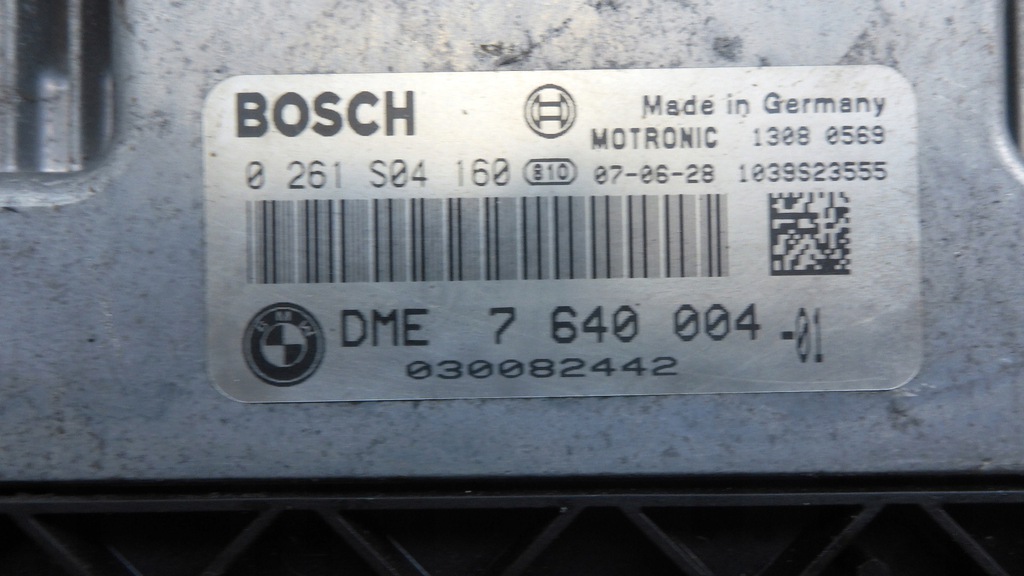 BOSCH
Made in Germany
MOTRONIC 1308 0569
0 261 S04 160 810 07-06-28 1039S23555
BMW
DME 7 640 004 -01
030082442